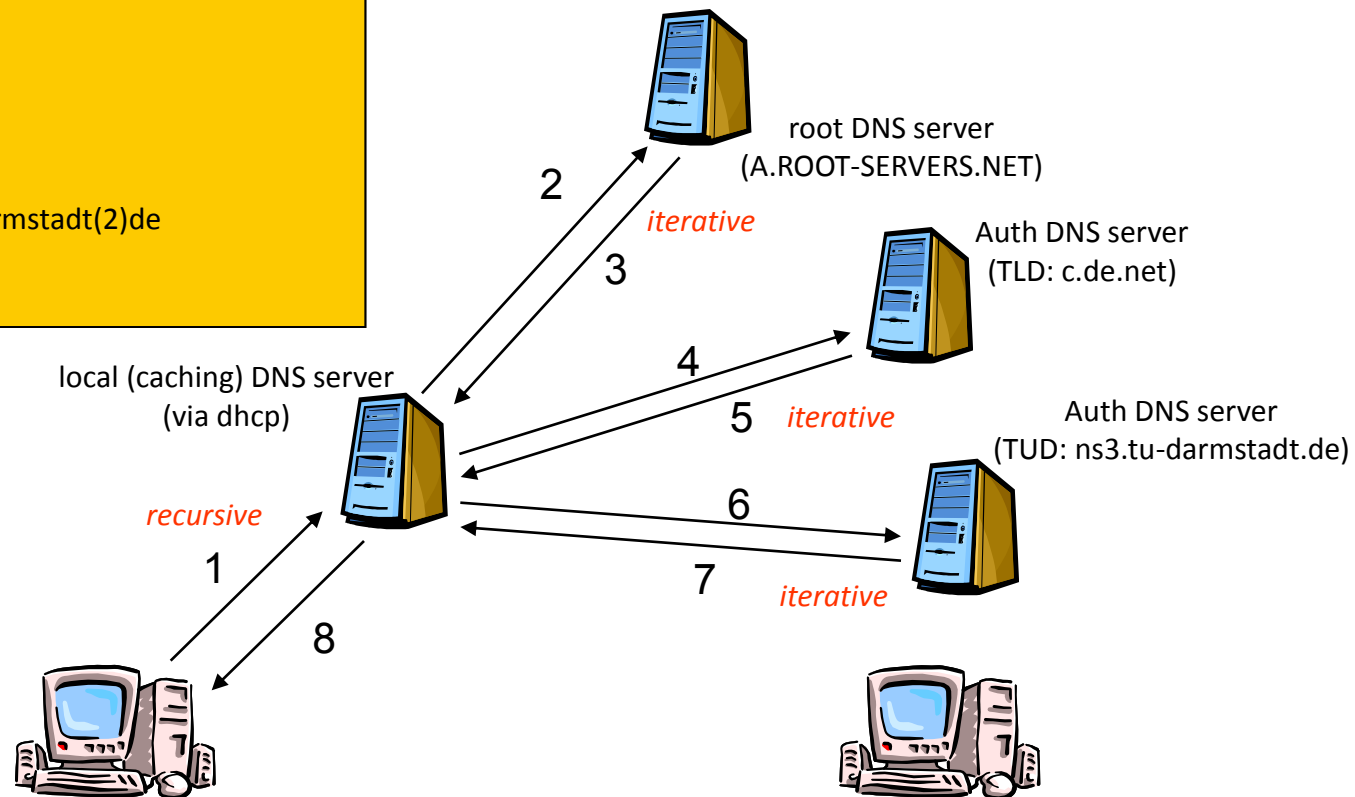 rmstadt(2)de
root DNS server
(A.ROOT-SERVERS.NET)
2
iterative
3
Auth DNS server
(TLD: c.de.net)
local (caching) DNS server
(via dhcp)
4
5
iterative
Auth DNS server
(TUD: ns3.tu-darmstadt.de)
recursive
6
1
7
iterative
8